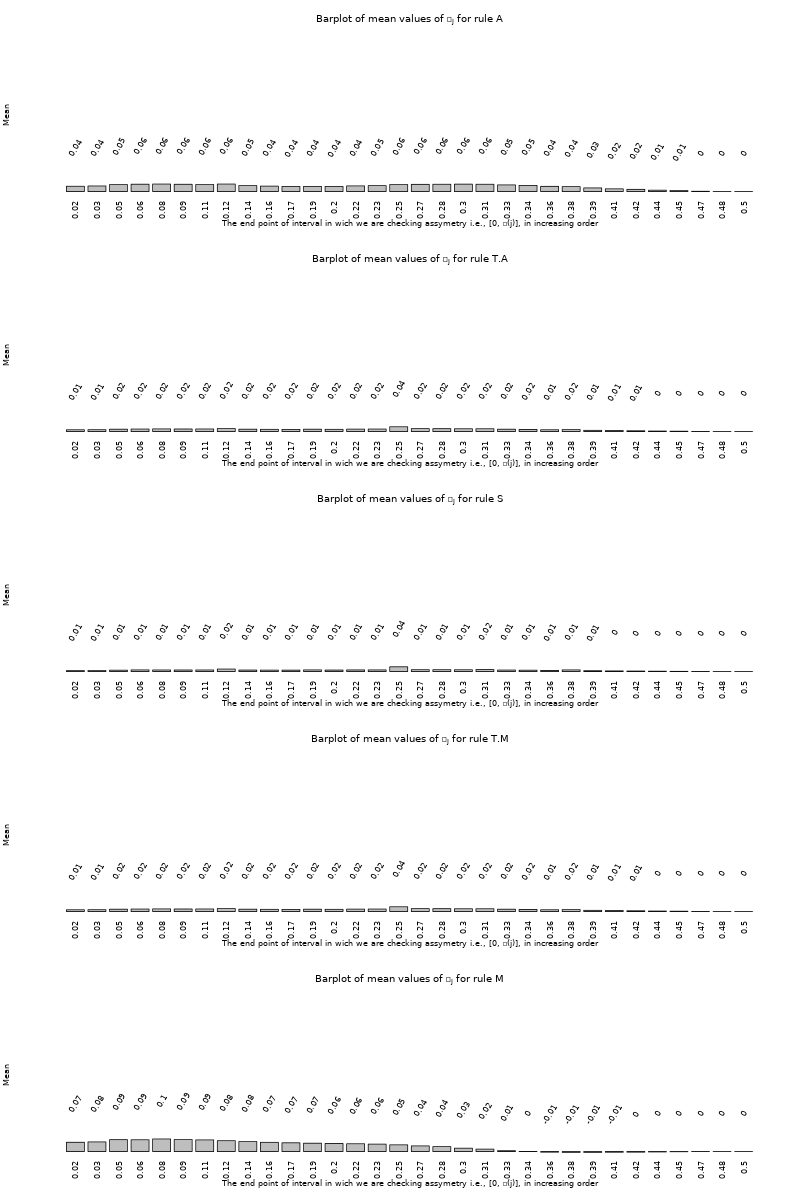 Barplot of mean values of □j for rule A
Mean
0.04 0.04 0.05 0.06 0.06 0.06 0.06 0.06 0.05 0.04 0.04 0.04 0.04 0.04 0.05 0.06 0.06 0.06 0.06 0.06 0.05 0.05 0.04 0.04 0.03 0.02 0.02 0.01 0.01 0 0 0
0.02 0.03 0.05 0.06 0.08 0.09 0.11 0.12 0.14 0.16 0.17 0.19 0.2 0.22 0.23 0.25 0.27 0.28 0.3 0.31 0.33 0.34 0.36 0.38 0.39 0.41 0.42 0.44 0.45 0.47 0.48 0.5
The end point of interval in wich we are checking assymetry i.e., [0, □(j)], in increasing order
Barplot of mean values of □j for rule T.A
Mean
0.01 0.01 0.02 0.02 0.02 0.02 0.02 0.02 0.02 0.02 0.02 0.02 0.02 0.02 0.02 0.04 0.02 0.02 0.02 0.02 0.02 0.02 0.01 0.02 0.01 0.01 0.01 0 0 0 0 0
0.02 0.03 0.05 0.06 0.08 0.09 0.11 0.12 0.14 0.16 0.17 0.19 0.2 0.22 0.23 0.25 0.27 0.28 0.3 0.31 0.33 0.34 0.36 0.38 0.39 0.41 0.42 0.44 0.45 0.47 0.48 0.5
The end point of interval in wich we are checking assymetry i.e., [0, □(j)], in increasing order
Barplot of mean values of □j for rule S
Mean
0.01 0.01 0.01 0.01 0.01 0.01 0.01 0.02 0.01 0.01 0.01 0.01 0.01 0.01 0.01 0.04 0.01 0.01 0.01 0.02 0.01 0.01 0.01 0.01 0.01 0 0 0 0 0 0 0
0.02 0.03 0.05 0.06 0.08 0.09 0.11 0.12 0.14 0.16 0.17 0.19 0.2 0.22 0.23 0.25 0.27 0.28 0.3 0.31 0.33 0.34 0.36 0.38 0.39 0.41 0.42 0.44 0.45 0.47 0.48 0.5
The end point of interval in wich we are checking assymetry i.e., [0, □(j)], in increasing order
Barplot of mean values of □j for rule T.M
Mean
0.01 0.01 0.02 0.02 0.02 0.02 0.02 0.02 0.02 0.02 0.02 0.02 0.02 0.02 0.02 0.04 0.02 0.02 0.02 0.02 0.02 0.02 0.01 0.02 0.01 0.01 0.01 0 0 0 0 0
0.02 0.03 0.05 0.06 0.08 0.09 0.11 0.12 0.14 0.16 0.17 0.19 0.2 0.22 0.23 0.25 0.27 0.28 0.3 0.31 0.33 0.34 0.36 0.38 0.39 0.41 0.42 0.44 0.45 0.47 0.48 0.5
The end point of interval in wich we are checking assymetry i.e., [0, □(j)], in increasing order
Barplot of mean values of □j for rule M
Mean
0.07 0.08 0.09 0.09 0.1 0.09 0.09 0.08 0.08 0.07 0.07 0.07 0.06 0.06 0.06 0.05 0.04 0.04 0.03 0.02 0.01 0 -0.01 -0.01 -0.01 -0.01 0 0 0 0 0 0
0.02 0.03 0.05 0.06 0.08 0.09 0.11 0.12 0.14 0.16 0.17 0.19 0.2 0.22 0.23 0.25 0.27 0.28 0.3 0.31 0.33 0.34 0.36 0.38 0.39 0.41 0.42 0.44 0.45 0.47 0.48 0.5
The end point of interval in wich we are checking assymetry i.e., [0, □(j)], in increasing order